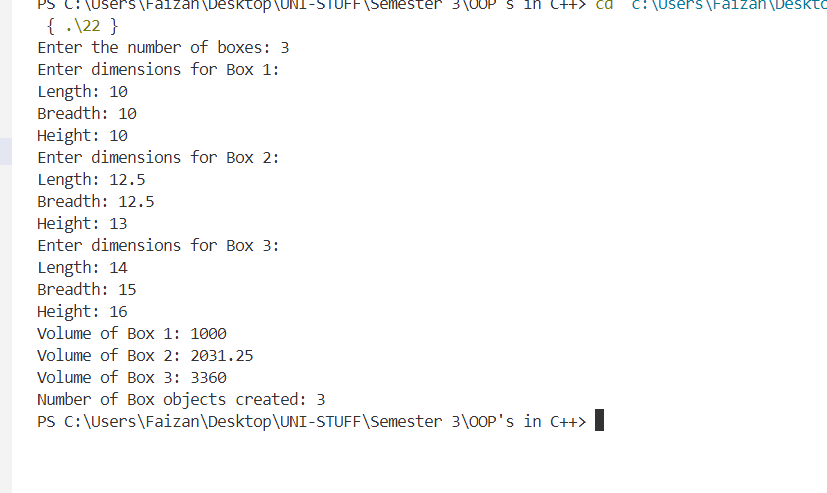 PS C:\Users\Faizan\Desktop\UNI-STUFF\Semester 3\OOP's in C++> cd "c:\Users\Faizan\Deskto
{ .\22 }
Enter the number of boxes: 3
Enter dimensions for Box 1:
Length: 10
Breadth: 10
Height: 10
Enter dimensions for Box 2:
Length: 12.5
Breadth: 12.5
Height: 13
Enter dimensions for Box 3:
Length: 14
Breadth: 15
Height: 16
Volume of Box 1: 1000
Volume of Box 2: 2031.25
Volume of Box 3: 3360
Number of Box objects created: 3
PS C:\Users\Faizan\Desktop\UNI-STUFF\Semester 3\OOP's in C++>